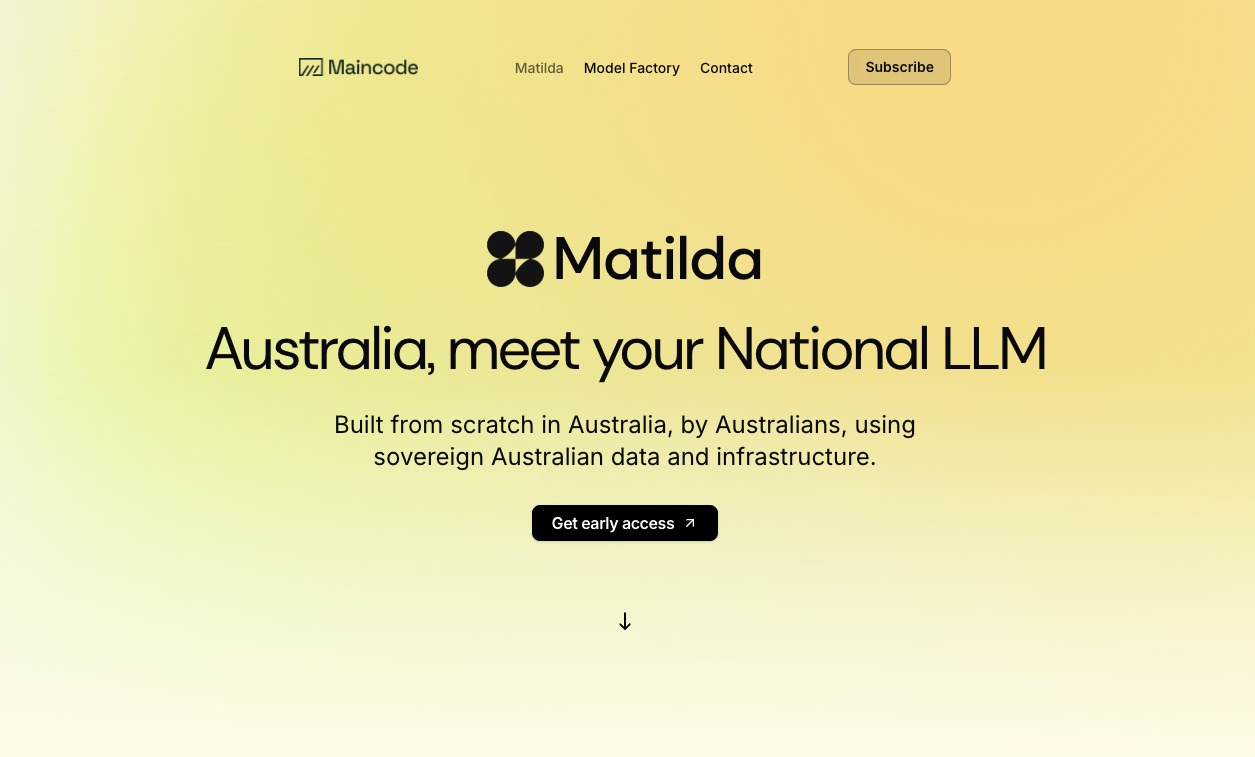 Maincode
Matilda
Model Factory
Contact
Subscribe
Matilda
Australia, meet your National LLM
Built from scratch in Australia, by Australians, using
sovereign Australian data and infrastructure.
Get early access